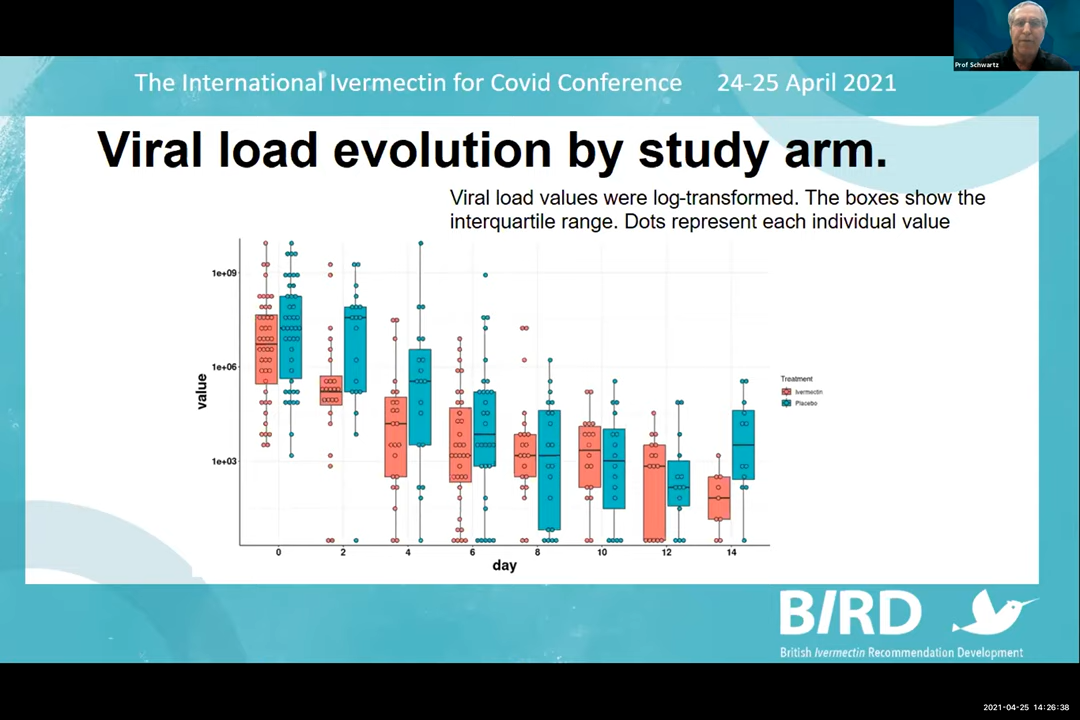 Prof Schwartz
The International Ivermectin for Covid Conference 24-25 April 2021
Viral load evolution by study arm.
Viral load values were log-transformed. The boxes show the
interquartile range. Dots represent each individual value
1e+09
1e+06
1e+03
value
0 2 4 6 8 10 12 14
day
Treatment
Ivermectin
Placebo
BIRD
British Ivermectin Recommendation Development
2021-04-25 14:26:38